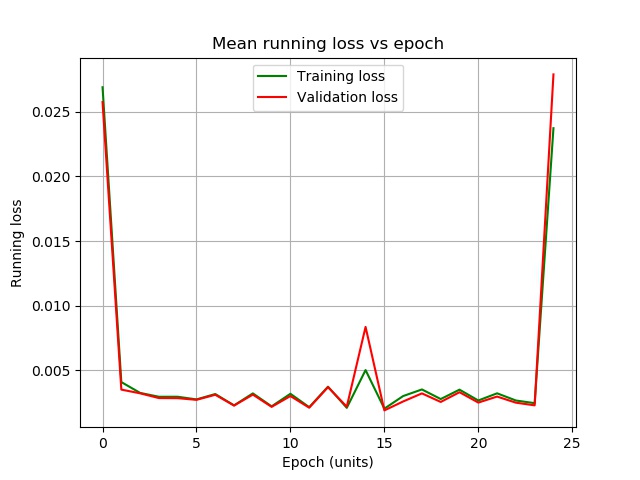 Mean running loss vs epoch
Training loss
Validation loss
0.025
0.020
0.015
0.010
0.005
Running loss
0 5 10 15 20 25
Epoch (units)